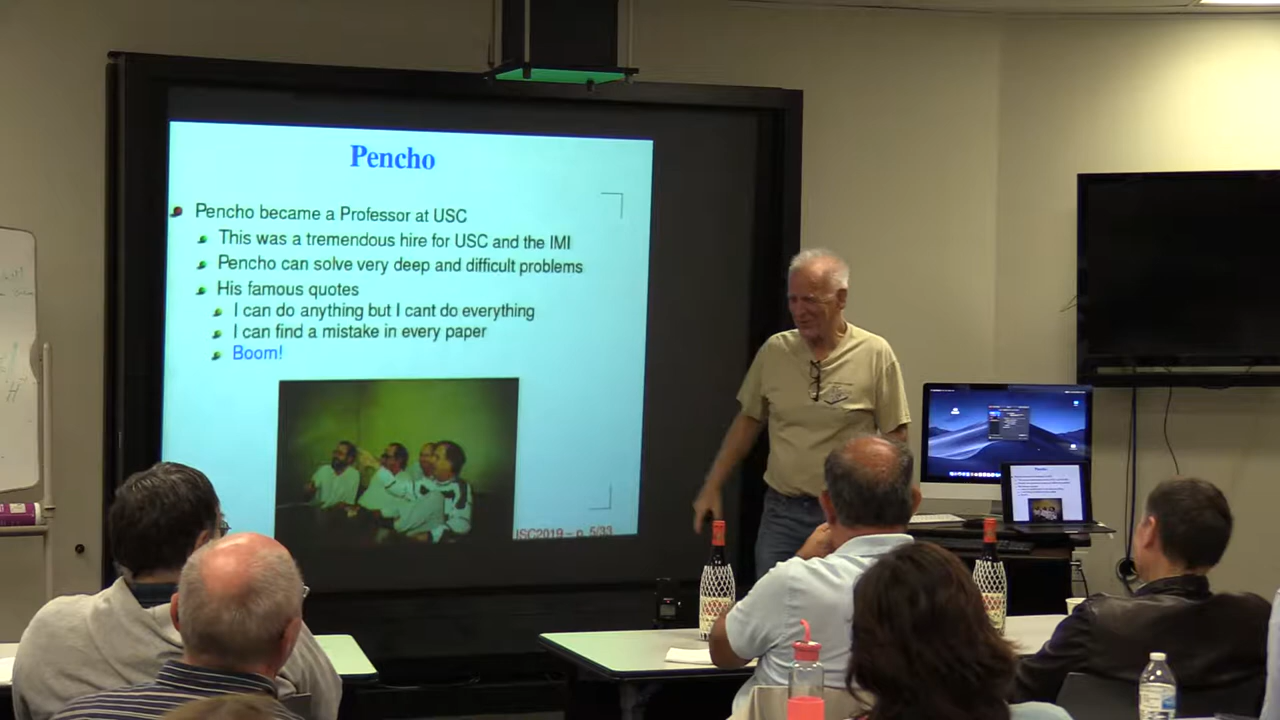 Pencho
Pencho became a Professor at USC
This was a tremendous hire for USC and the IMI
Pencho can solve very deep and difficult problems
His famous quotes
I can do anything but I cant do everything
I can find a mistake in every paper
Boom!
ISC2019 – p. 5/33
Pencho